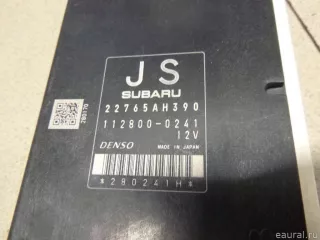 JS
SUBARU
22765AH390
112800-0241
12V
DENSO MADE IN JAPAN
*280241H*
eaural.ru